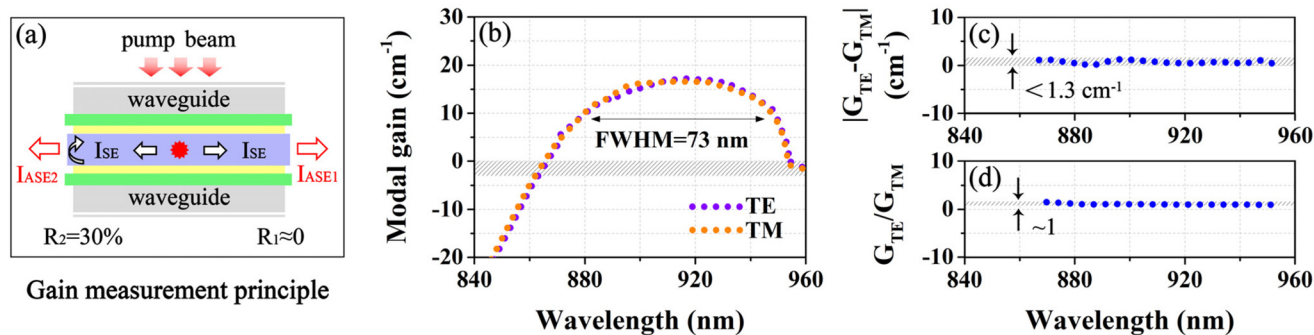 (a)
pump beam
waveguide
I_SE I_SE
I_ASE2 I_ASE1
waveguide
R₂=30% R₁≈0
Gain measurement principle
(b)
Modal gain (cm⁻¹)
20
10
0
-10
-20
FWHM=73 nm
TE
TM
840 880 920 960
Wavelength (nm)
(c)
|G_TE-G_TM|
(cm⁻¹)
10
0
-10
<1.3 cm⁻¹
840 880 920 960
(d)
G_TE/G_TM
10
0
-10
~1
840 880 920 960
Wavelength (nm)